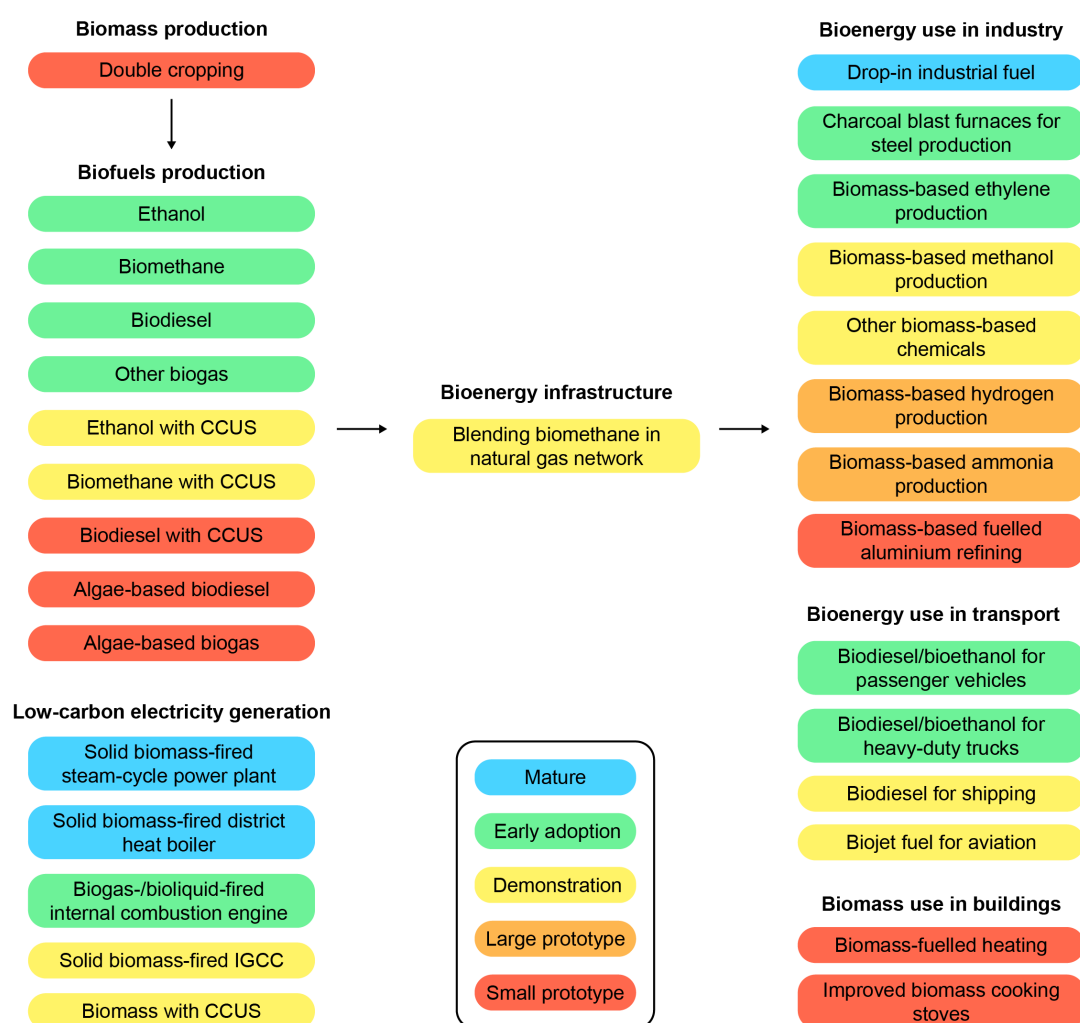 Biomass production
Double cropping
Biofuels production
Ethanol
Biomethane
Biodiesel
Other biogas
Ethanol with CCUS
Biomethane with CCUS
Biodiesel with CCUS
Algae-based biodiesel
Algae-based biogas
Low-carbon electricity generation
Solid biomass-fired
steam-cycle power plant
Solid biomass-fired district
heat boiler
Biogas-/bioliquid-fired
internal combustion engine
Solid biomass-fired IGCC
Biomass with CCUS
Bioenergy infrastructure
Blending biomethane in
natural gas network
Mature
Early adoption
Demonstration
Large prototype
Small prototype
Bioenergy use in industry
Drop-in industrial fuel
Charcoal blast furnaces for
steel production
Biomass-based ethylene
production
Biomass-based methanol
production
Other biomass-based
chemicals
Biomass-based hydrogen
production
Biomass-based ammonia
production
Biomass-based fuelled
aluminium refining
Bioenergy use in transport
Biodiesel/bioethanol for
passenger vehicles
Biodiesel/bioethanol for
heavy-duty trucks
Biodiesel for shipping
Biojet fuel for aviation
Biomass use in buildings
Biomass-fuelled heating
Improved biomass cooking
stoves